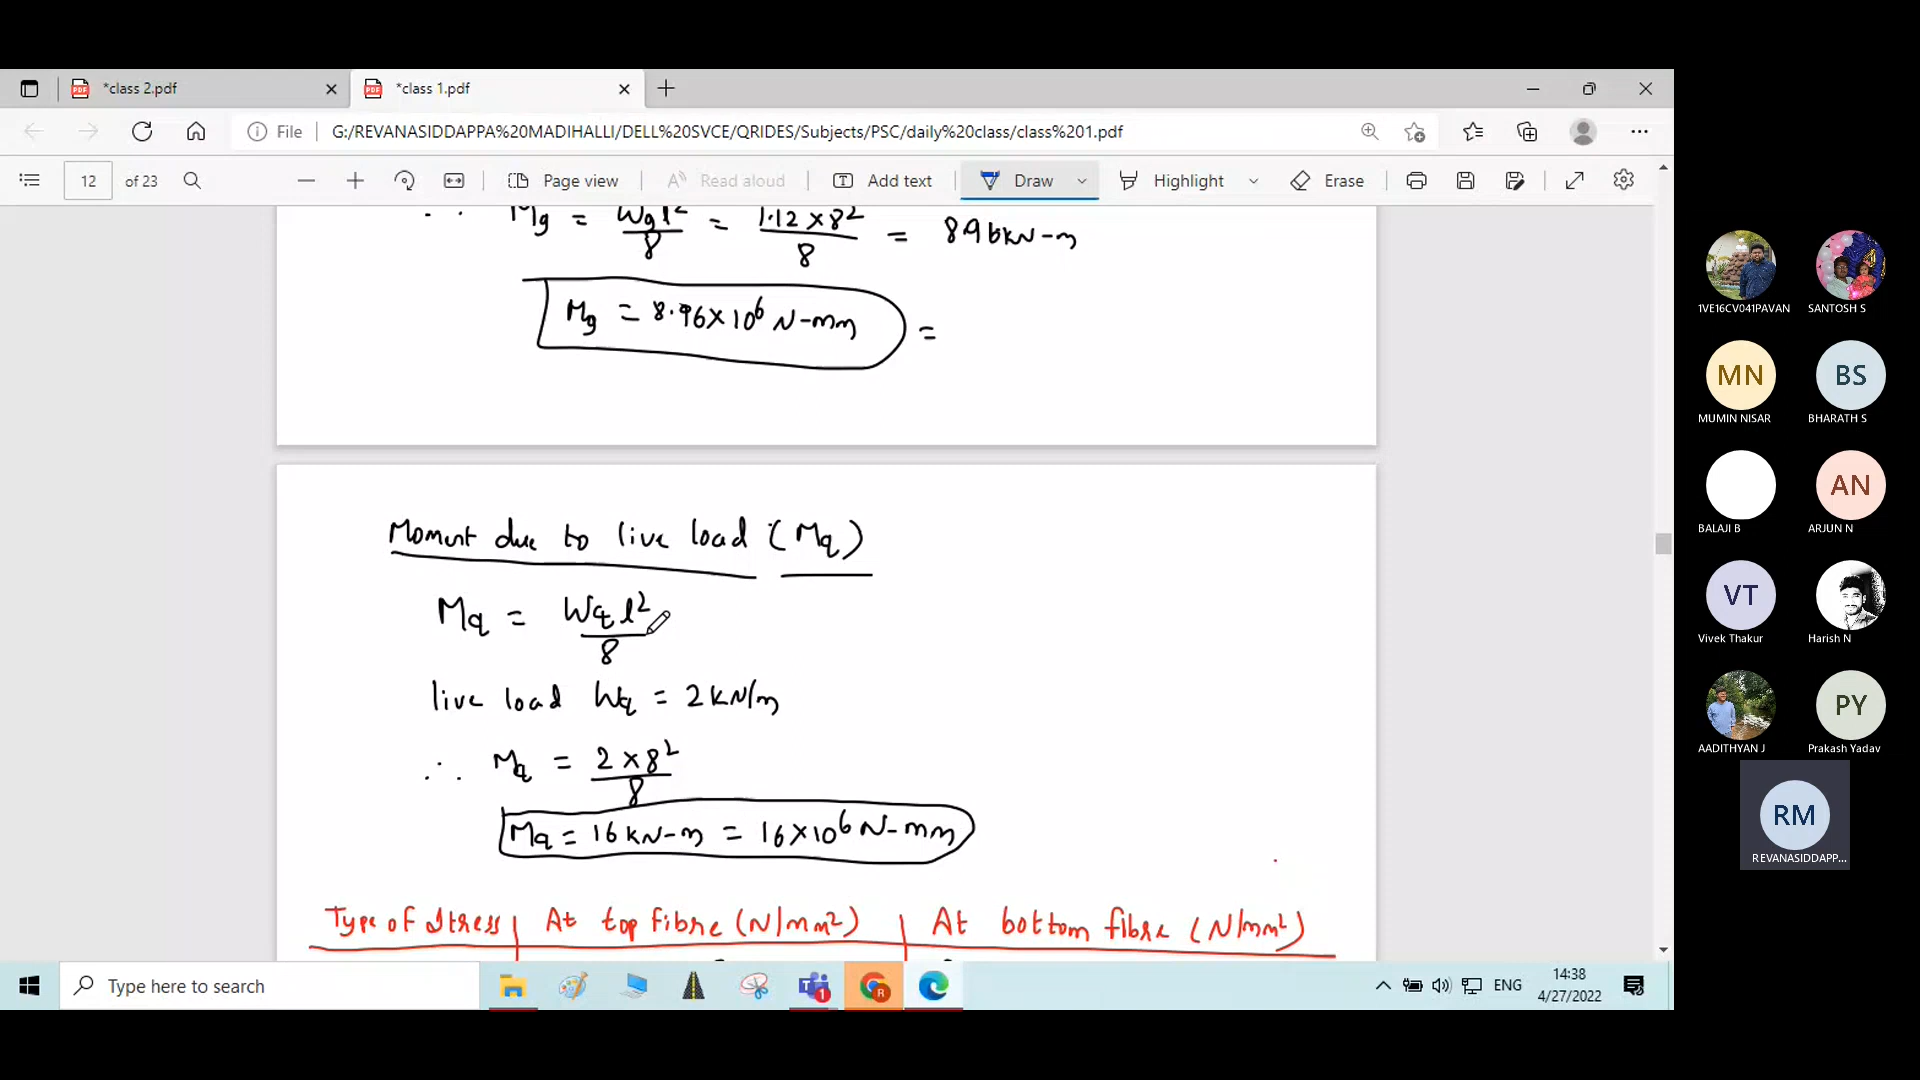 *class 2.pdf
*class 1.pdf
File G:/REVANASIDDAPPA%20MADIHALLI/DELL%20SVCE/QRIDES/Subjects/PSC/daily%20class/class%201.pdf
12 of 23 Page view Read aloud Add text Draw Highlight Erase
∴ Mg = Wg l² / 8 = 1.12 × 8² / 8 = 896 kN-m
Mg = 8.96 × 10⁶ N-mm =
Moment due to live load (Mq)
Mq = Wq l² / 8
live load Wq = 2 kN/m
∴ Mq = 2 × 8² / 8
Mq = 16 kN-m = 16 × 10⁶ N-mm
Type of Stress | At top fibre (N/mm²) | At bottom fibre (N/mm²)
1VE16CV041PAVAN SANTOSH S
MN BS
MUMIN NISAR BHARATH S
AN
BALAJI B ARJUN N
VT
Vivek Thakur Harish N
PY
AADITHYAN J Prakash Yadav
RM
REVANASIDDAPP...
Type here to search
1
R
ENG
14:38
4/27/2022